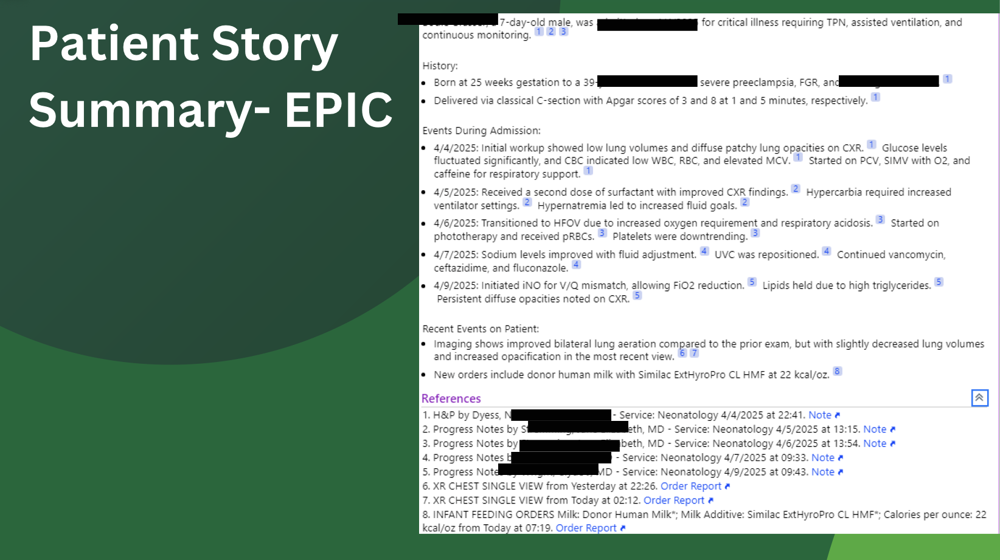 Patient Story
Summary- EPIC
7-day-old male, was for critical illness requiring TPN, assisted ventilation, and
continuous monitoring. 1 2 3
History:
• Born at 25 weeks gestation to a 39- severe preeclampsia, FGR, and 1
• Delivered via classical C-section with Apgar scores of 3 and 8 at 1 and 5 minutes, respectively. 1
Events During Admission:
• 4/4/2025: Initial workup showed low lung volumes and diffuse patchy lung opacities on CXR. 1 Glucose levels
fluctuated significantly, and CBC indicated low WBC, RBC, and elevated MCV. 1 Started on PCV, SIMV with O2, and
caffeine for respiratory support. 1
• 4/5/2025: Received a second dose of surfactant with improved CXR findings. 2 Hypercarbia required increased
ventilator settings. 2 Hypernatremia led to increased fluid goals. 2
• 4/6/2025: Transitioned to HFOV due to increased oxygen requirement and respiratory acidosis. 3 Started on
phototherapy and received pRBCs. 3 Platelets were downtrending. 3
• 4/7/2025: Sodium levels improved with fluid adjustment. 4 UVC was repositioned. 4 Continued vancomycin,
ceftazidime, and fluconazole. 4
• 4/9/2025: Initiated iNO for V/Q mismatch, allowing FiO2 reduction. 5 Lipids held due to high triglycerides. 5
Persistent diffuse opacities noted on CXR. 5
Recent Events on Patient:
• Imaging shows improved bilateral lung aeration compared to the prior exam, but with slightly decreased lung volumes
and increased opacification in the most recent view. 6 7
• New orders include donor human milk with Similac ExtHyroPro CL HMF at 22 kcal/oz. 8
References
1. H&P by Dyess, N - Service: Neonatology 4/4/2025 at 22:41. Note
2. Progress Notes by MD - Service: Neonatology 4/5/2025 at 13:15. Note
3. Progress Notes by MD - Service: Neonatology 4/6/2025 at 13:54. Note
4. Progress Notes - Service: Neonatology 4/7/2025 at 09:33. Note
5. Progress MD - Service: Neonatology 4/9/2025 at 09:43. Note
6. XR CHEST SINGLE VIEW from Yesterday at 22:26. Order Report
7. XR CHEST SINGLE VIEW from Today at 02:12. Order Report
8. INFANT FEEDING ORDERS Milk: Donor Human Milk*; Milk Additive: Similac ExtHyroPro CL HMF*; Calories per ounce: 22
kcal/oz from Today at 07:19. Order Report